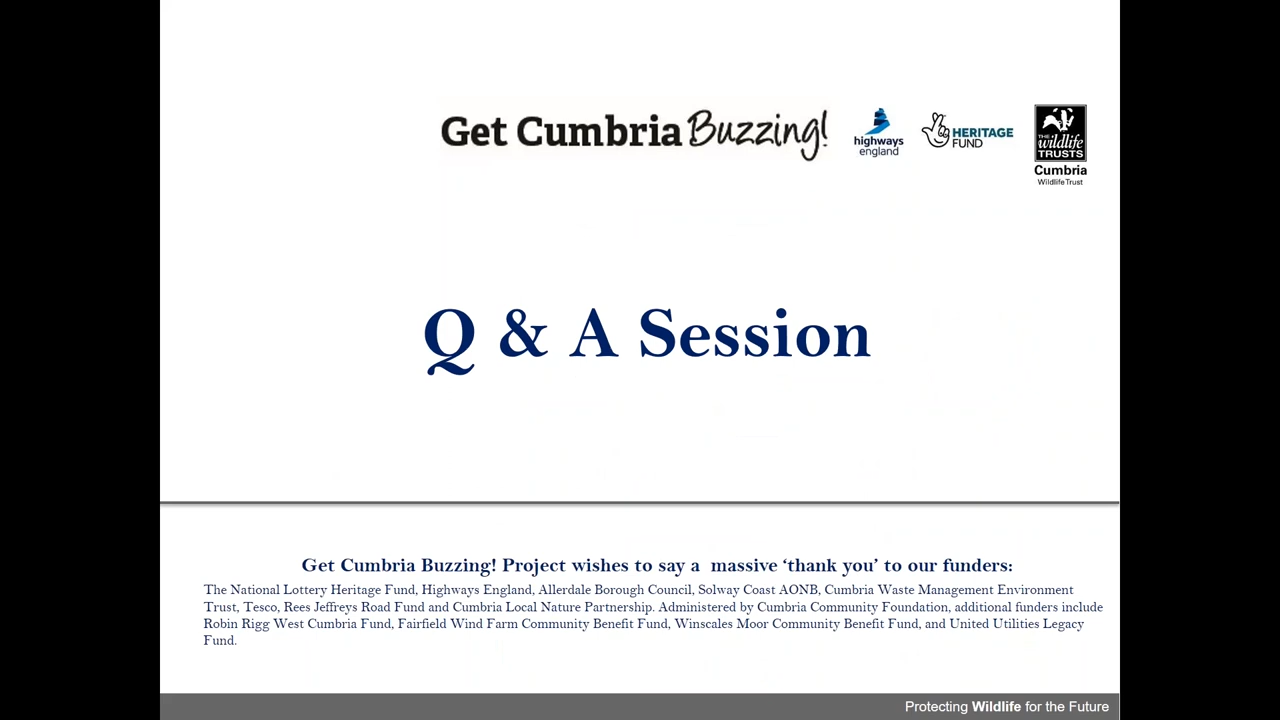 Get Cumbria Buzzing!
highways
england
HERITAGE
FUND
THE
wildlife
TRUSTS
Cumbria
Wildlife Trust
Q & A Session
Get Cumbria Buzzing! Project wishes to say a  massive ‘thank you’ to our funders:
The National Lottery Heritage Fund, Highways England, Allerdale Borough Council, Solway Coast AONB, Cumbria Waste Management Environment
Trust, Tesco, Rees Jeffreys Road Fund and Cumbria Local Nature Partnership. Administered by Cumbria Community Foundation, additional funders include
Robin Rigg West Cumbria Fund, Fairfield Wind Farm Community Benefit Fund, Winscales Moor Community Benefit Fund, and United Utilities Legacy
Fund.
Protecting Wildlife for the Future